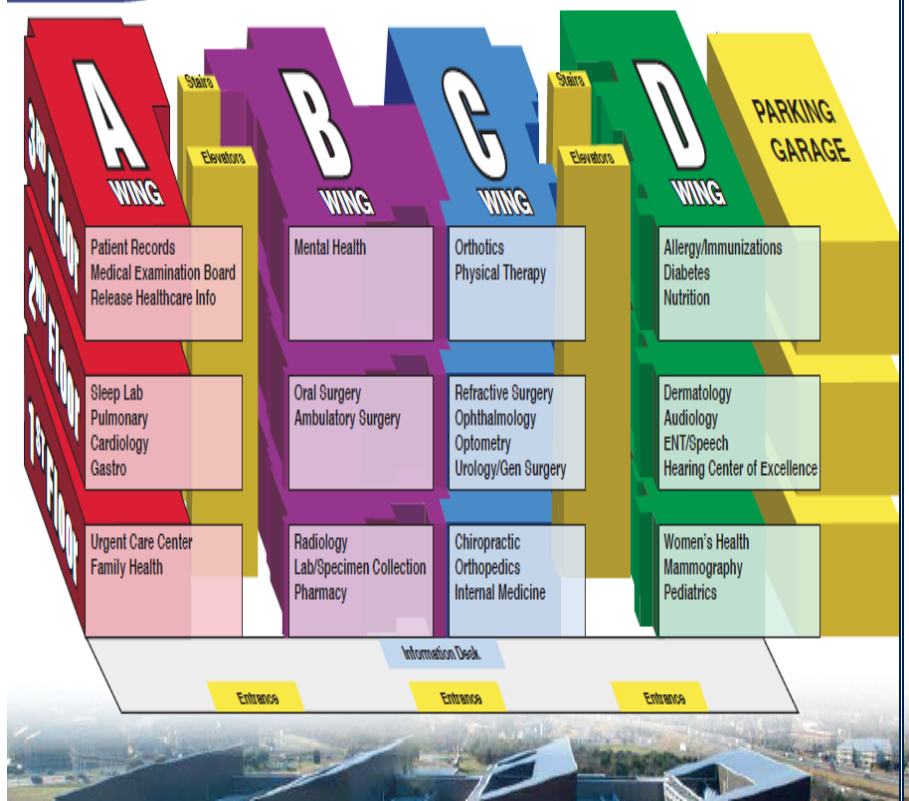 A
WING
B
WING
C
WING
D
WING
PARKING
GARAGE
Stairs
Elevators
Stairs
Elevators
3RD Floor
Patient Records
Medical Examination Board
Release Healthcare Info
Mental Health
Orthotics
Physical Therapy
Allergy/Immunizations
Diabetes
Nutrition
2ND Floor
Sleep Lab
Pulmonary
Cardiology
Gastro
Oral Surgery
Ambulatory Surgery
Refractive Surgery
Ophthalmology
Optometry
Urology/Gen Surgery
Dermatology
Audiology
ENT/Speech
Hearing Center of Excellence
1ST Floor
Urgent Care Center
Family Health
Radiology
Lab/Specimen Collection
Pharmacy
Chiropractic
Orthopedics
Internal Medicine
Women's Health
Mammography
Pediatrics
Information Desk
Entrance
Entrance
Entrance